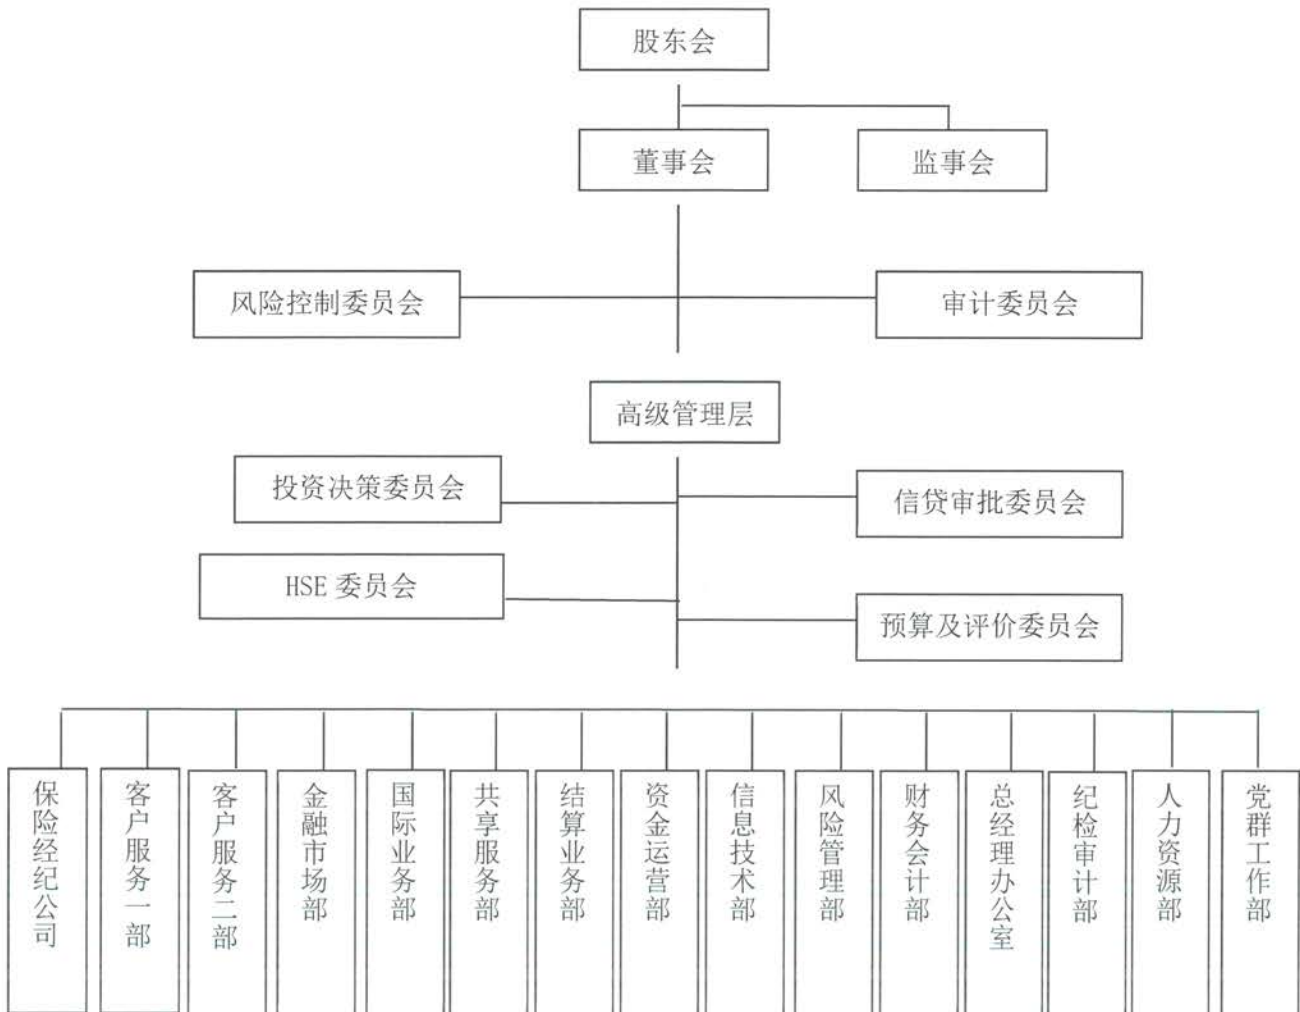 股东会
董事会
监事会
风险控制委员会
审计委员会
高级管理层
投资决策委员会
信贷审批委员会
HSE 委员会
预算及评价委员会
保险经纪公司
客户服务一部
客户服务二部
金融市场部
国际业务部
共享服务部
结算业务部
资金运营部
信息技术部
风险管理部
财务会计部
总经理办公室
纪检审计部
人力资源部
党群工作部